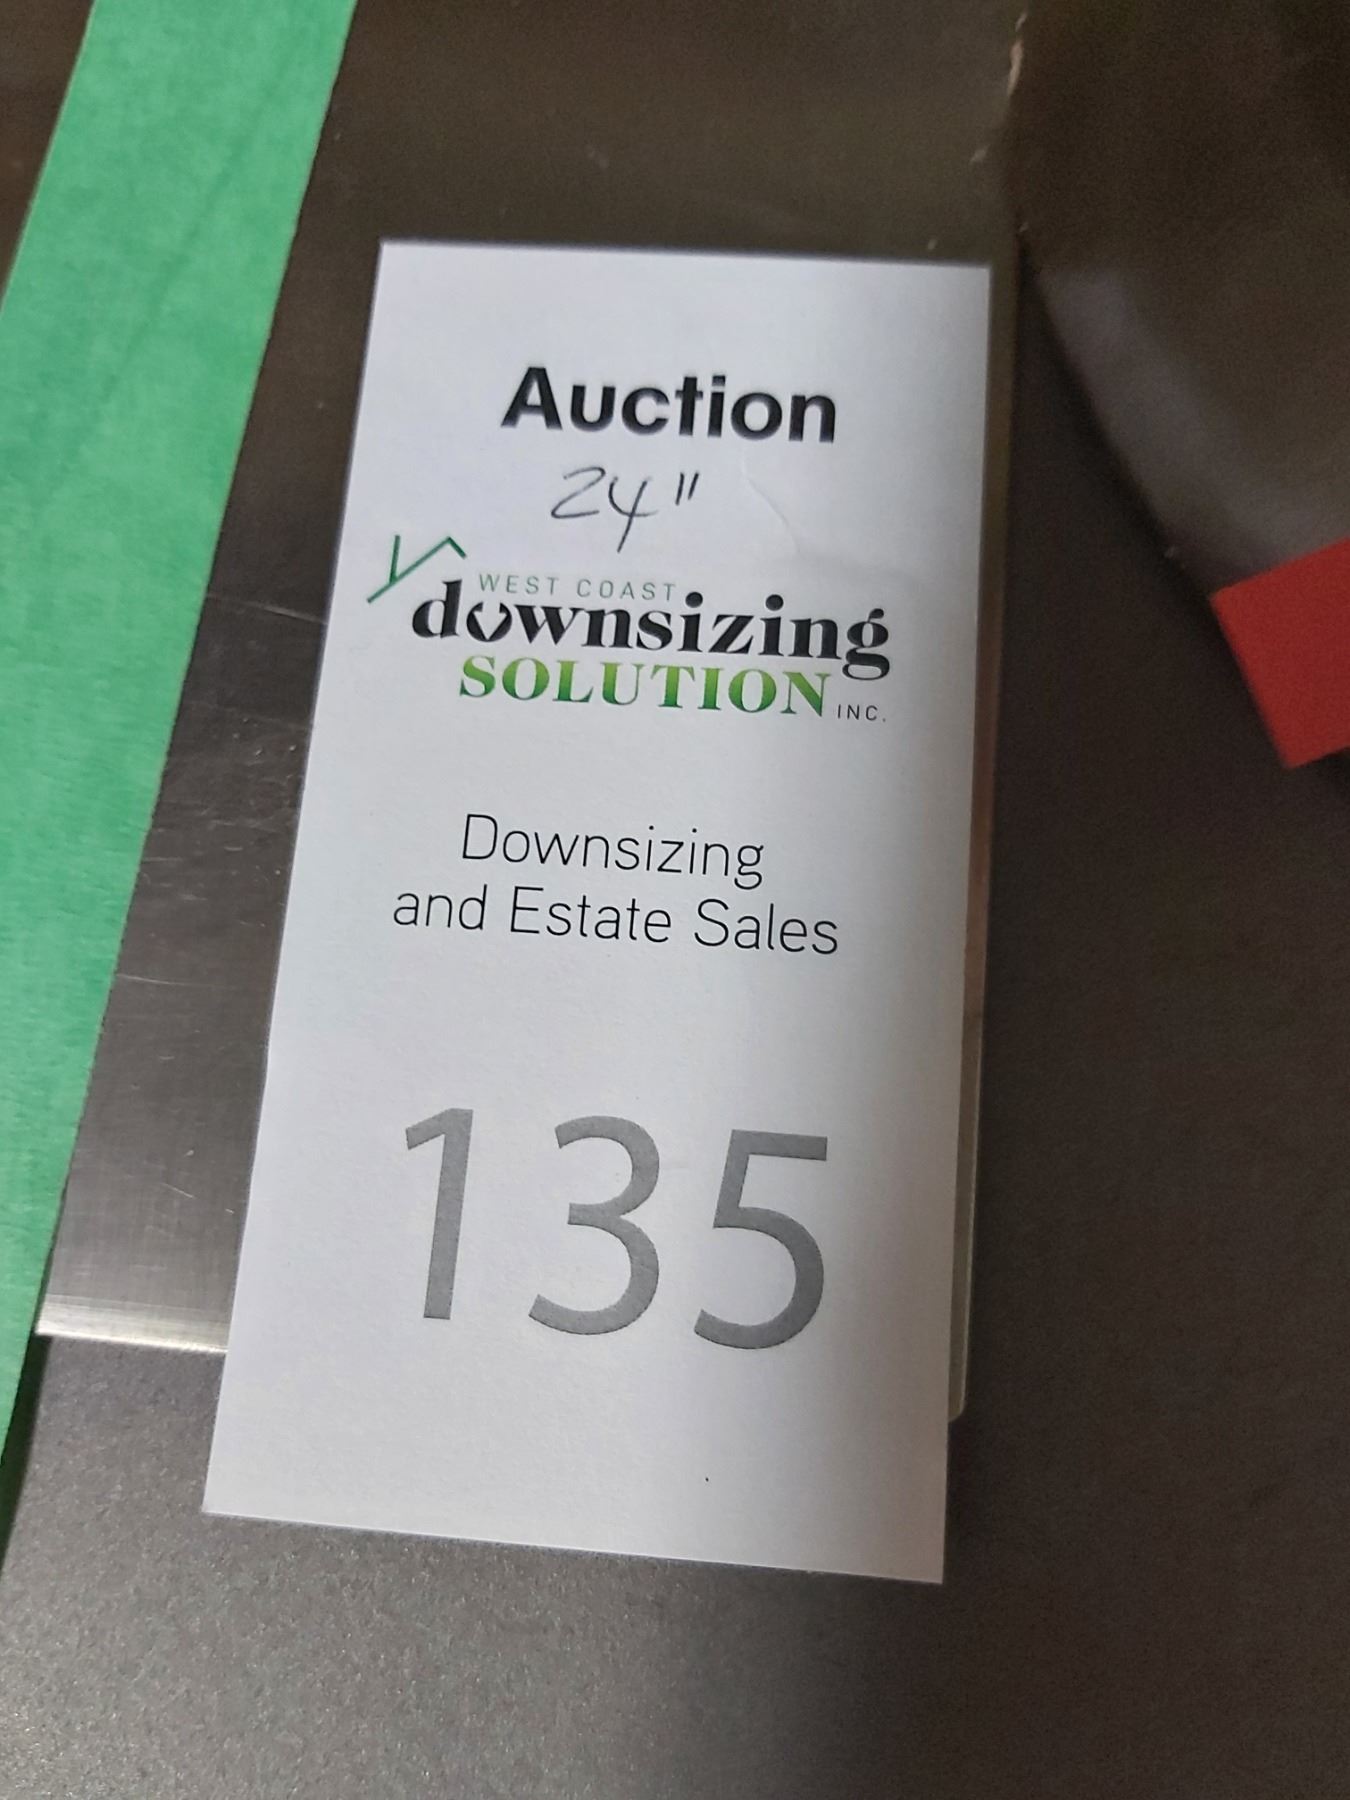 Auction
24"
WEST COAST
downsizing
SOLUTION INC.
Downsizing
and Estate Sales
135